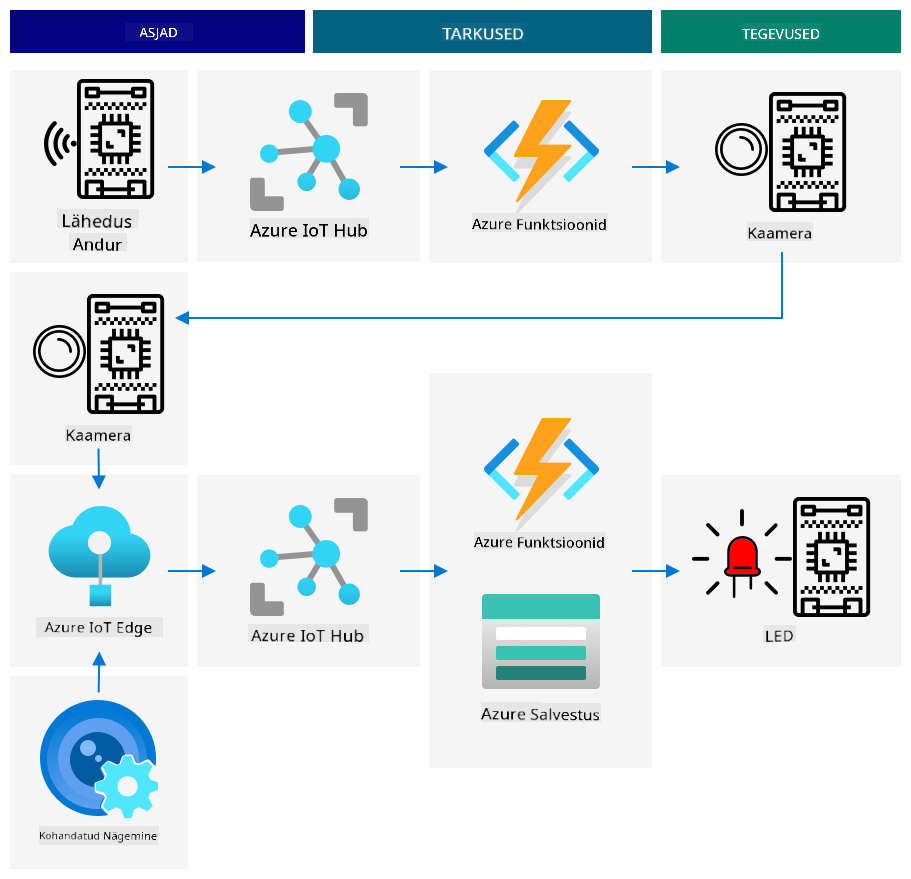 ASJAD
TARKUSED
TEGEVUSED
Lähedus
Andur
Azure IoT Hub
Azure Funktsioonid
Kaamera
Kaamera
Azure IoT Edge
Azure IoT Hub
Azure Funktsioonid
Azure Salvestus
LED
Kohandatud Nägemine